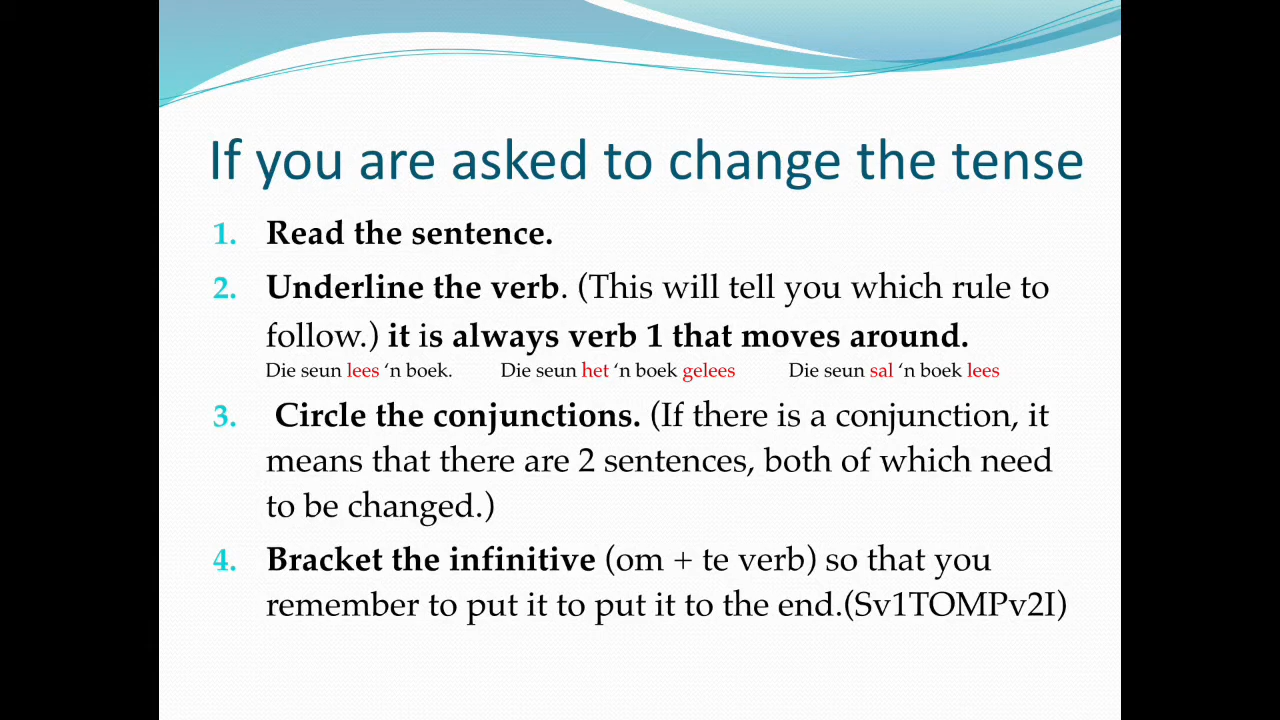 If you are asked to change the tense
1. Read the sentence.
2. Underline the verb. (This will tell you which rule to
follow.) it is always verb 1 that moves around.
Die seun lees ‘n boek. Die seun het ‘n boek gelees Die seun sal ‘n boek lees
3. Circle the conjunctions. (If there is a conjunction, it
means that there are 2 sentences, both of which need
to be changed.)
4. Bracket the infinitive (om + te verb) so that you
remember to put it to put it to the end.(Sv1TOMPv2I)